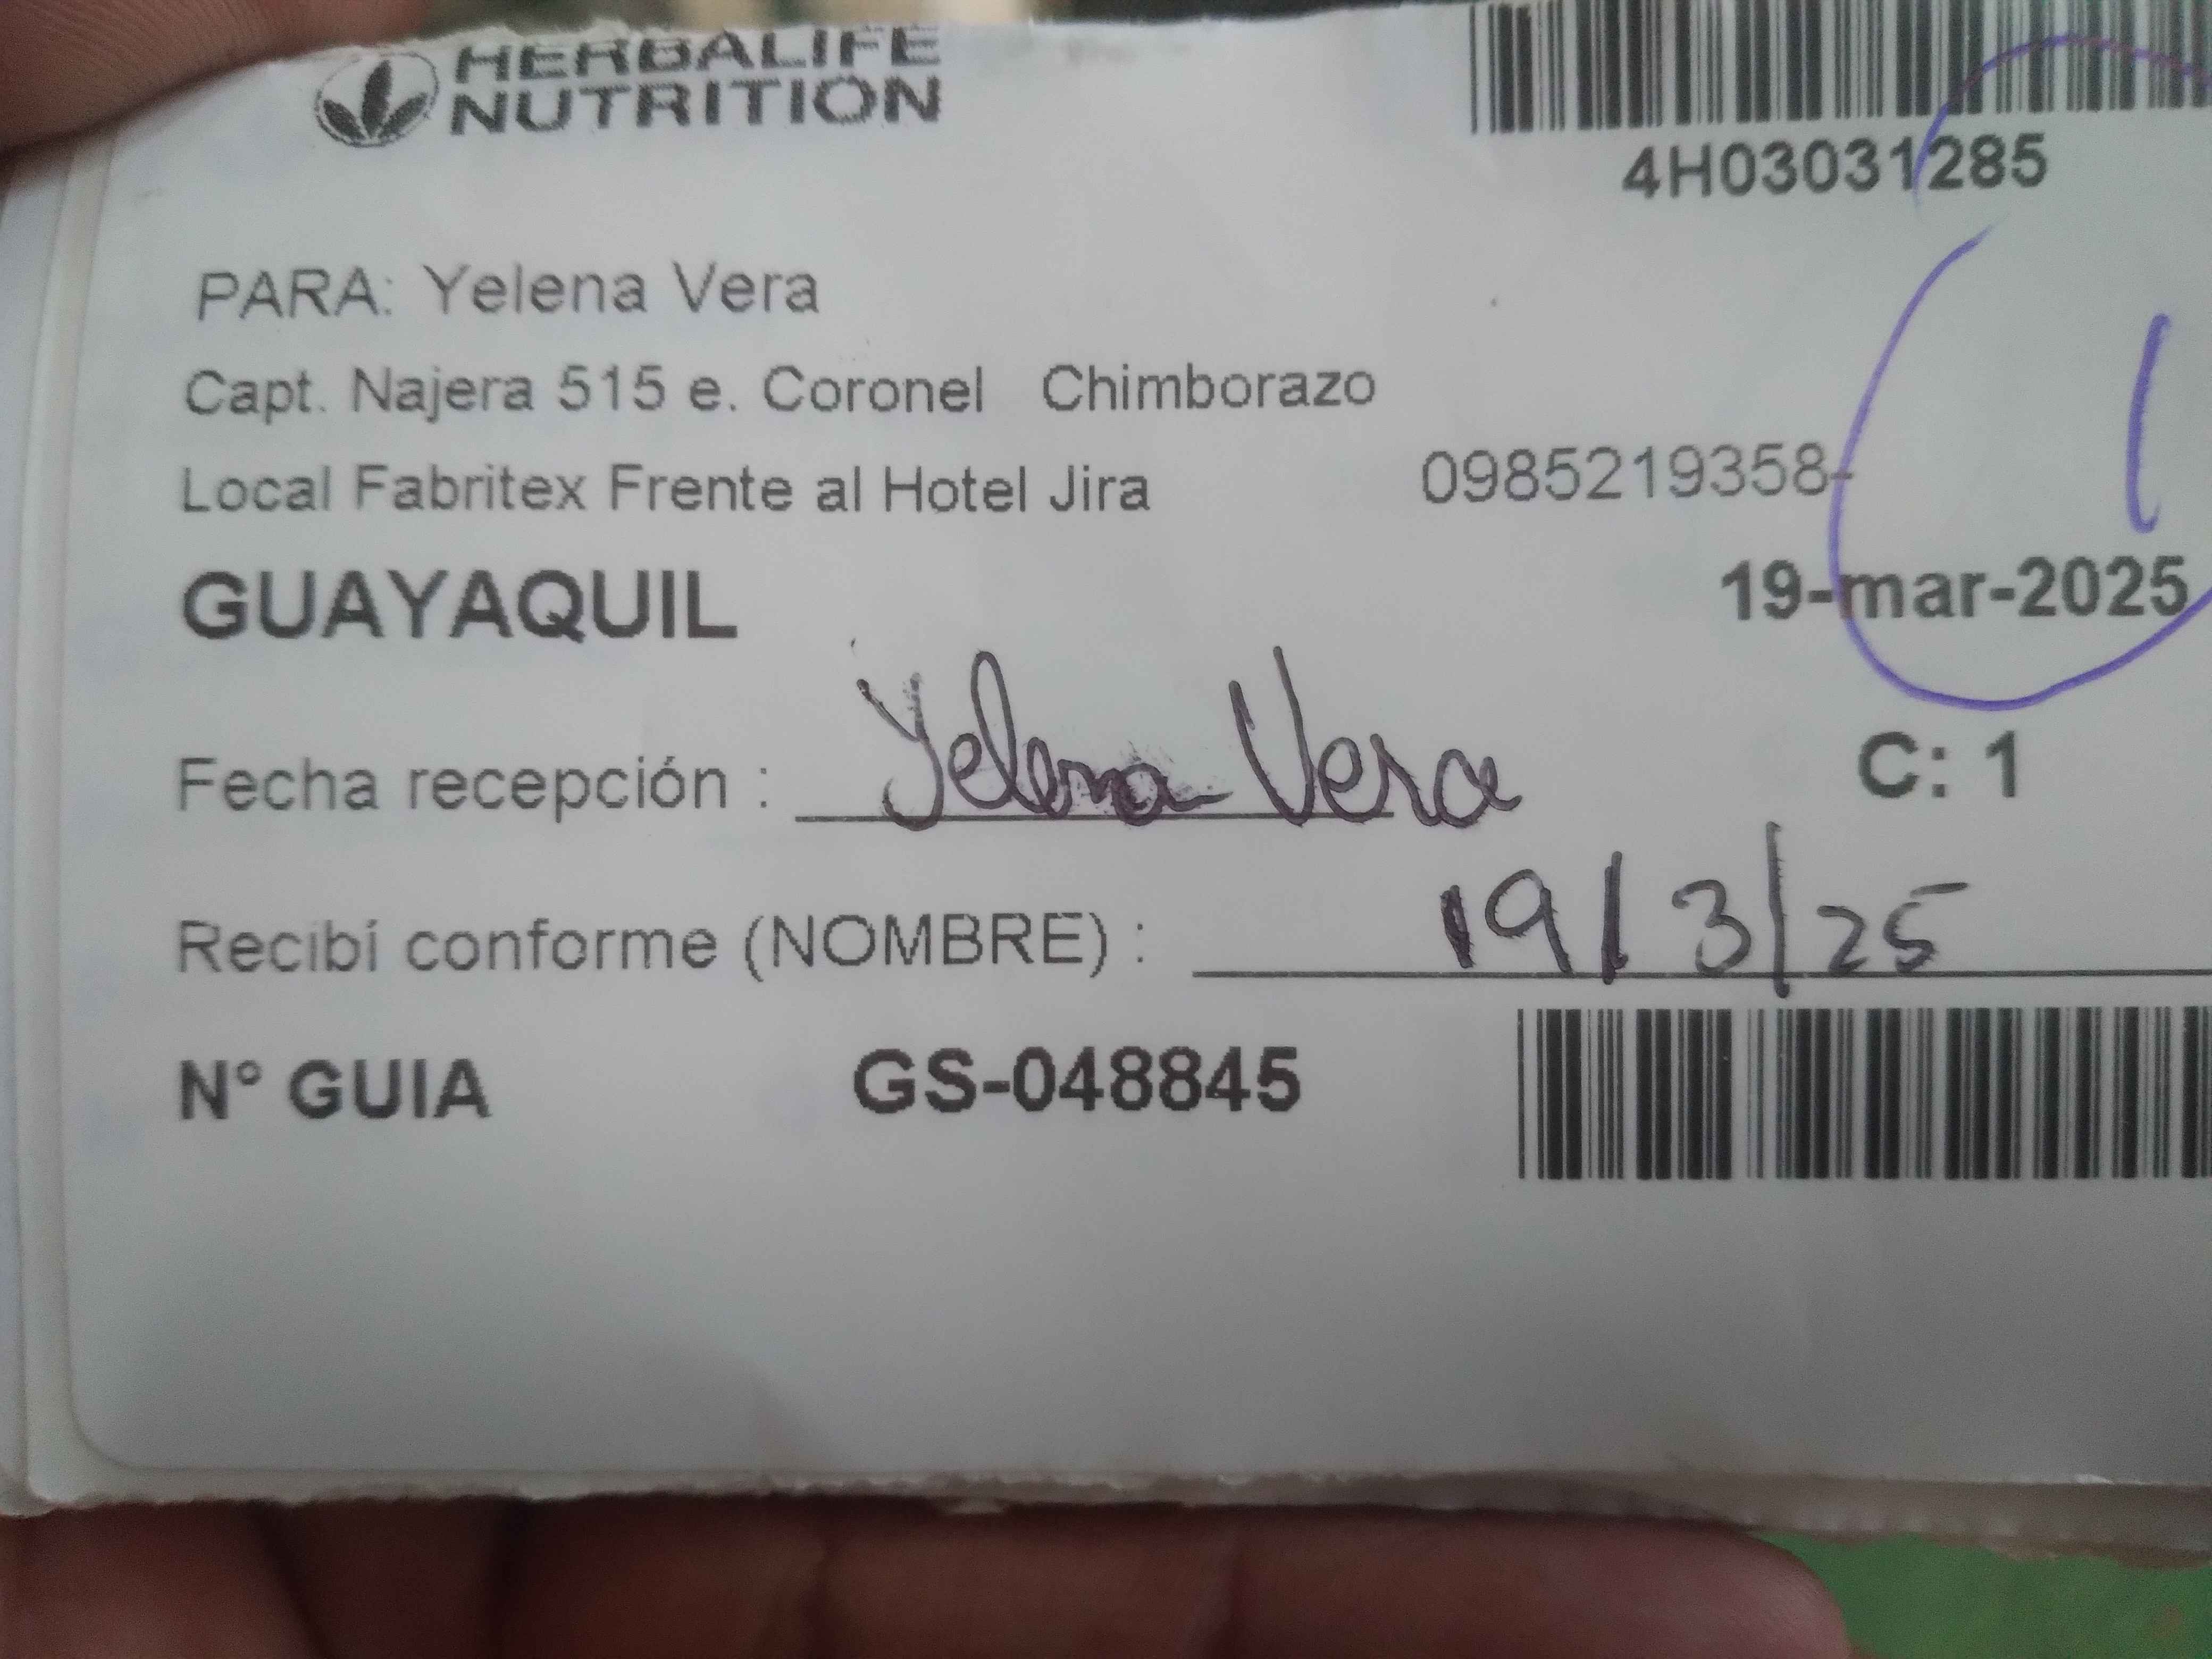 HERBALIFE
NUTRITION
4H03031285
PARA: Yelena Vera
Capt. Najera 515 e. Coronel Chimborazo
Local Fabritex Frente al Hotel Jira 0985219358-
1
GUAYAQUIL 19-mar-2025
Fecha recepción : Yelena Vera C: 1
Recibí conforme (NOMBRE) : 19/3/25
N° GUIA GS-048845